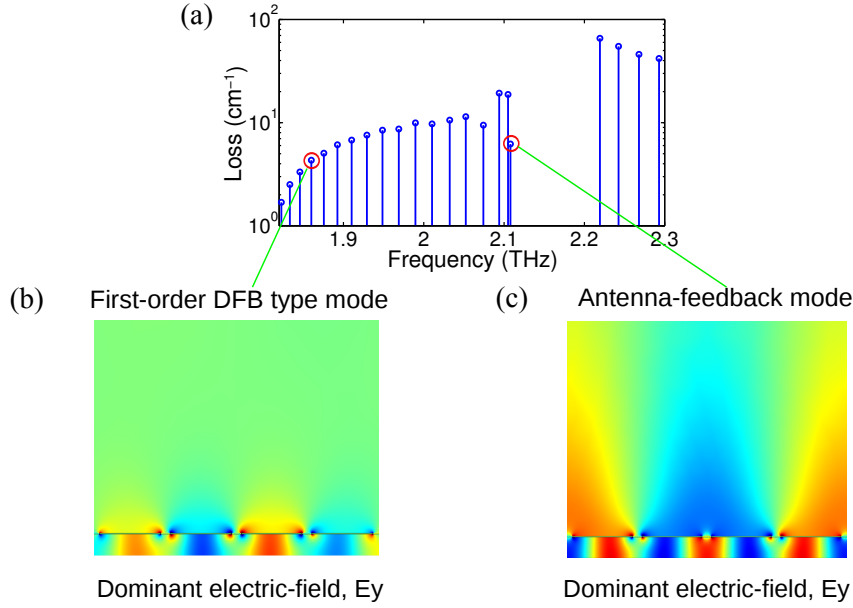 (a)
Loss (cm⁻¹)
10²
10¹
10⁰
1.9 2 2.1 2.2 2.3
Frequency (THz)
(b) First-order DFB type mode
(c) Antenna-feedback mode
Dominant electric-field, Ey
Dominant electric-field, Ey